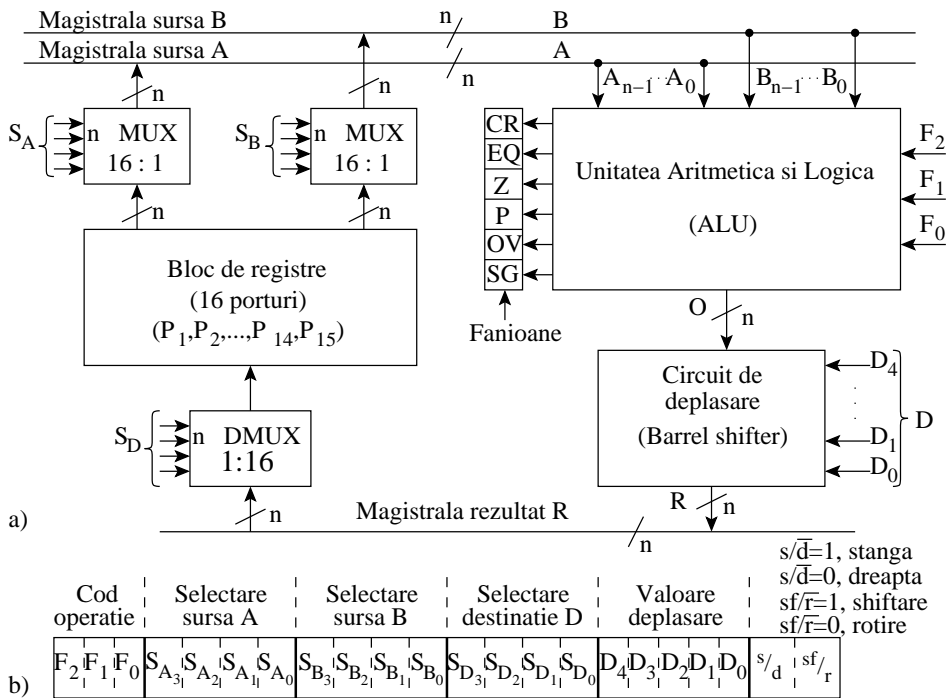 Magistrala sursa B
n
B
Magistrala sursa A
n
A
n
n
A n−1 ... A 0
B n−1 ... B 0
S A
n MUX
16 : 1
S B
n MUX
16 : 1
CR
EQ
Z
P
OV
SG
Fanioane
Unitatea Aritmetica si Logica
(ALU)
F 2
F 1
F 0
n
n
Bloc de registre
(16 porturi)
(P 1,P 2,...,P 14,P 15)
O
n
Circuit de
deplasare
(Barrel shifter)
D 4
.
.
.
D 1
D 0
D
S D
n DMUX
1:16
n
R
n
a)
Magistrala rezultat R
n
s/d̅=1, stanga
s/d̅=0, dreapta
sf/r̅=1, shiftare
sf/r̅=0, rotire
Cod
operatie
Selectare
sursa A
Selectare
sursa B
Selectare
destinatie D
Valoare
deplasare
b)
F 2 F 1 F 0 S A3 S A2 S A1 S A0 S B3 S B2 S B1 S B0 S D3 S D2 S D1 S D0 D 4 D 3 D 2 D 1 D 0 s/d sf/r